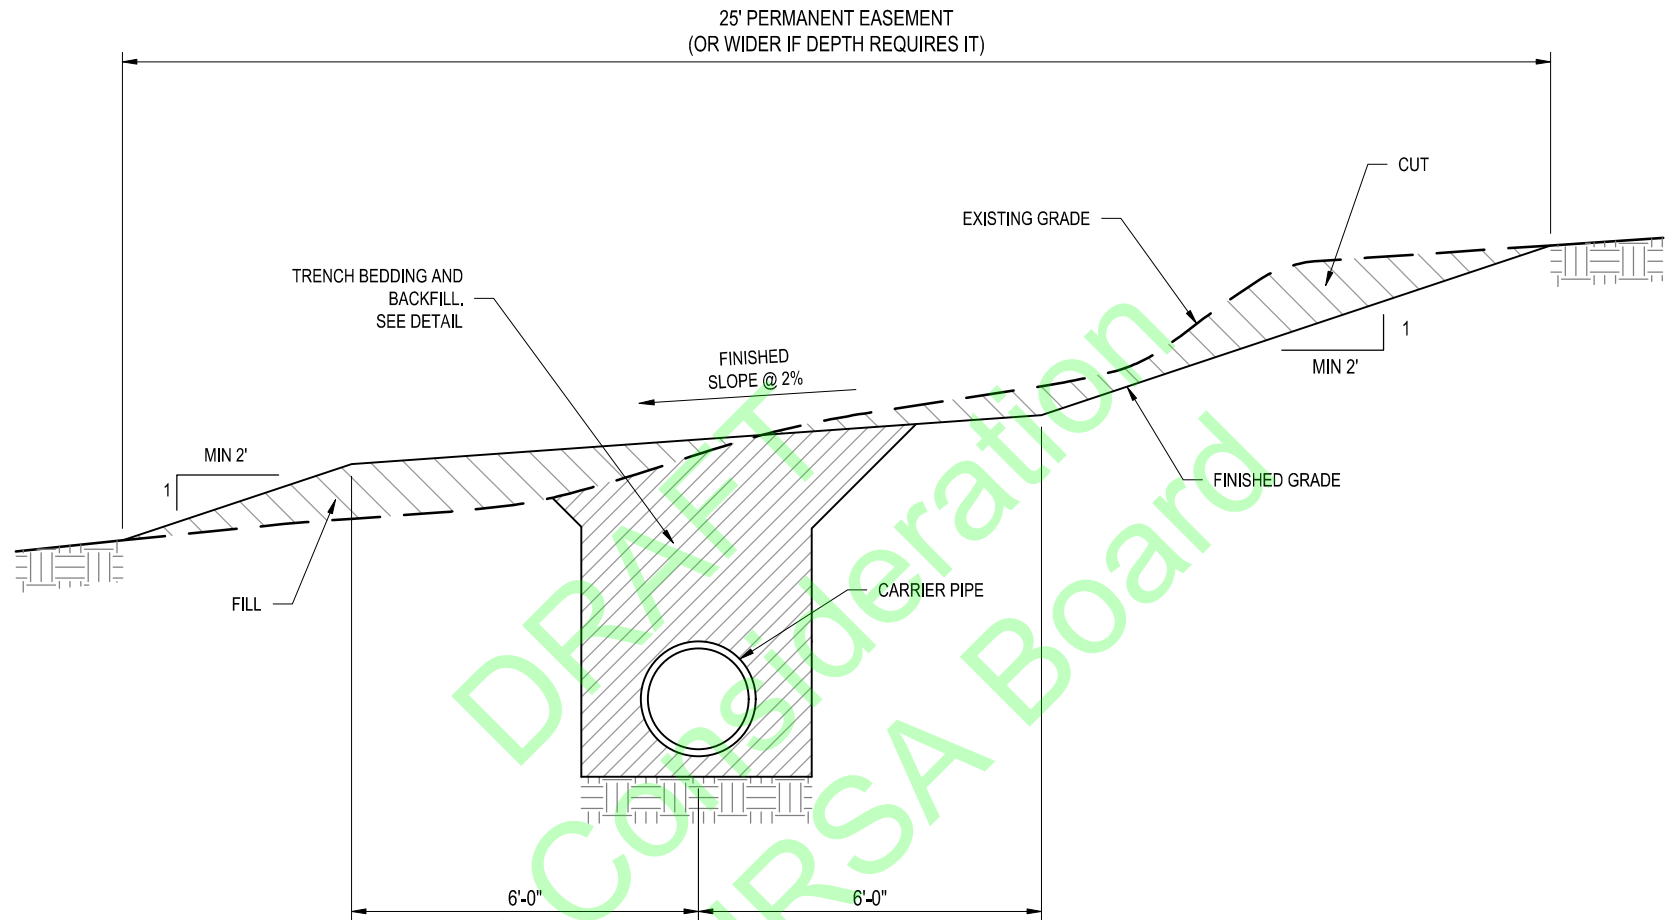 25' PERMANENT EASEMENT
(OR WIDER IF DEPTH REQUIRES IT)
CUT
EXISTING GRADE
TRENCH BEDDING AND
BACKFILL.
SEE DETAIL
FINISHED
SLOPE @ 2%
1
MIN 2'
MIN 2'
1
FINISHED GRADE
FILL
CARRIER PIPE
6'-0"
6'-0"
DRAFT
Consideration
Board